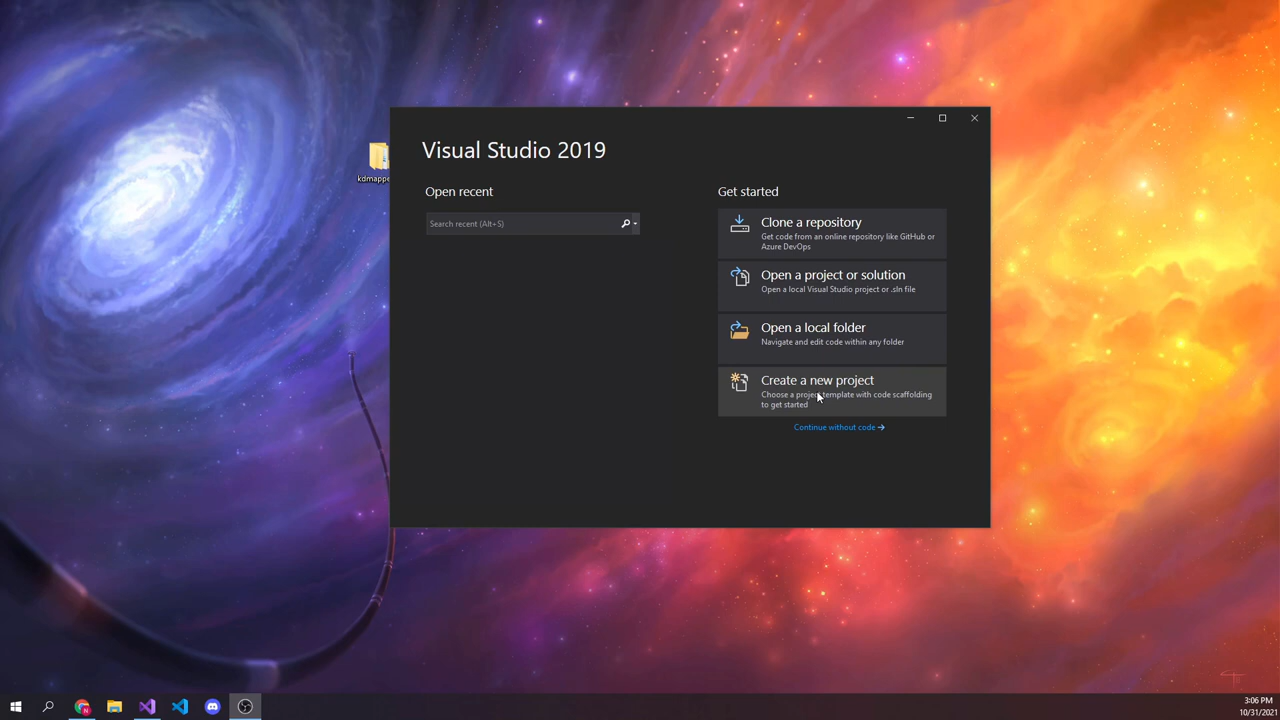 kdmappe
Visual Studio 2019
Open recent
Search recent (Alt+S)
Get started
Clone a repository
Get code from an online repository like GitHub or
Azure DevOps
Open a project or solution
Open a local Visual Studio project or .sln file
Open a local folder
Navigate and edit code within any folder
Create a new project
Choose a project template with code scaffolding
to get started
Continue without code
3:06 PM
10/31/2021